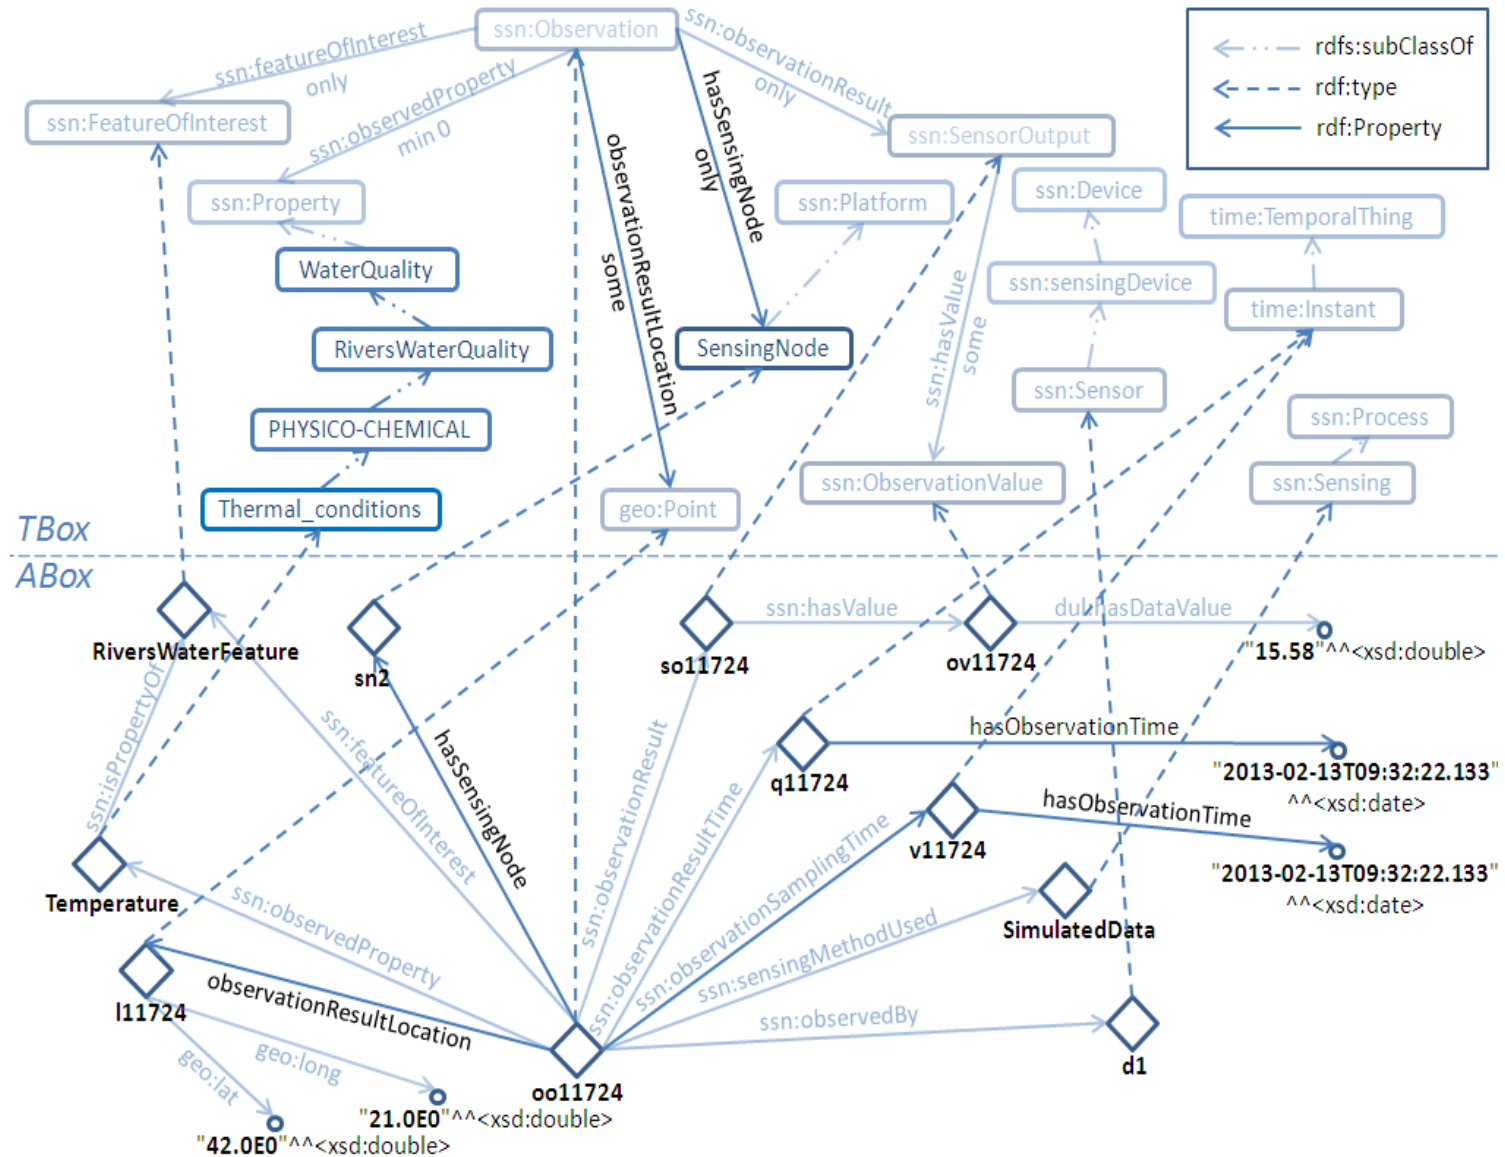 ssn:Observation
ssn:featureOfInterest
only
ssn:observedProperty
min 0
observationResultLocation
some
hasSensingNode
only
ssn:observationResult
only
rdfs:subClassOf
rdf:type
rdf:Property
ssn:FeatureOfInterest
ssn:SensorOutput
ssn:Property
ssn:Platform
ssn:Device
time:TemporalThing
WaterQuality
ssn:sensingDevice
time:Instant
ssn:hasValue
some
RiversWaterQuality
SensingNode
ssn:Sensor
ssn:Process
PHYSICO-CHEMICAL
ssn:ObservationValue
ssn:Sensing
Thermal_conditions
geo:Point
TBox
ABox
ssn:hasValue
dul:hasDataValue
RiversWaterFeature
sn2
so11724
ov11724
"15.58"^^<xsd:double>
ssn:isPropertyOf
ssn:featureOfInterest
hasSensingNode
ssn:observationResult
ssn:observationResultTime
q11724
hasObservationTime
"2013-02-13T09:32:22.133"
^^<xsd:date>
ssn:observationSamplingTime
v11724
hasObservationTime
"2013-02-13T09:32:22.133"
^^<xsd:date>
Temperature
ssn:observedProperty
ssn:sensingMethodUsed
SimulatedData
l11724
observationResultLocation
ssn:observedBy
d1
geo:lat
geo:long
oo11724
"21.0E0"^^<xsd:double>
"42.0E0"^^<xsd:double>